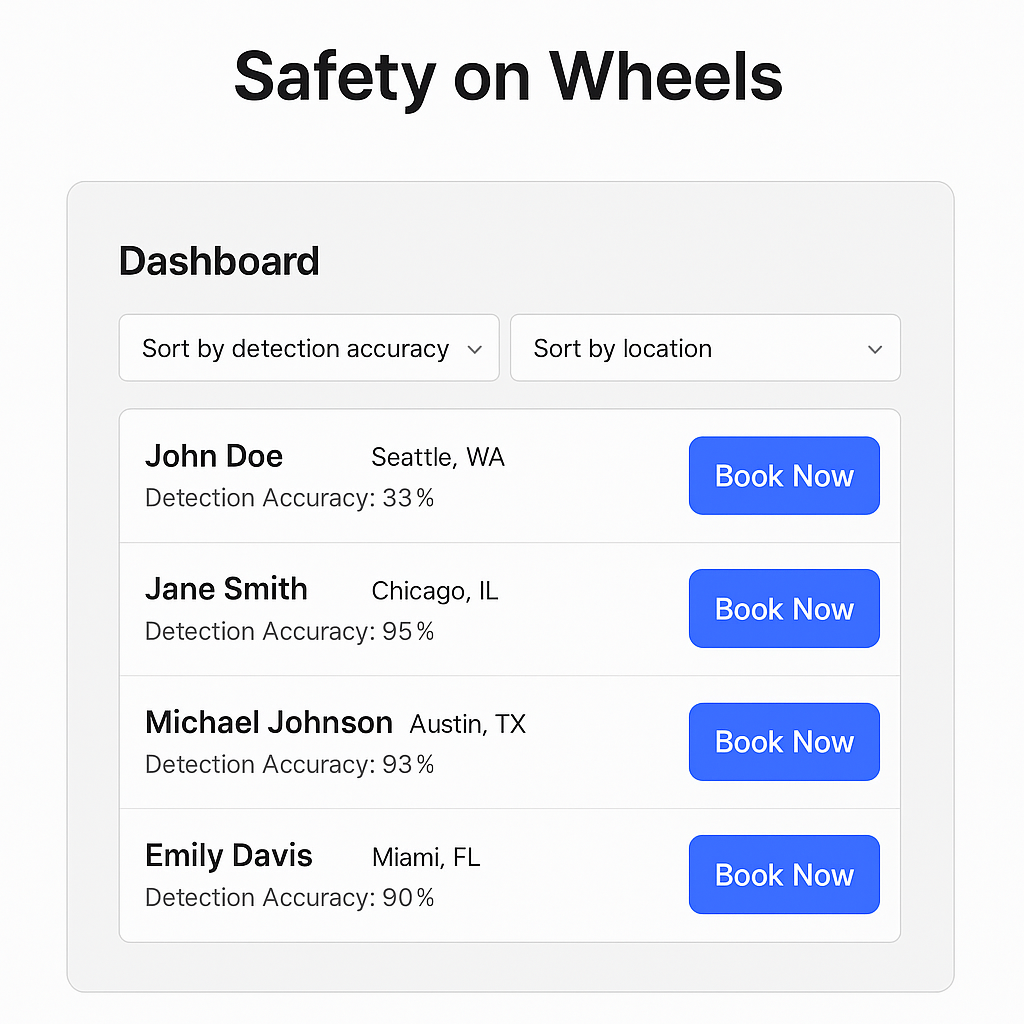 Safety on Wheels
Dashboard
Sort by detection accuracy
Sort by location
John Doe Seattle, WA
Detection Accuracy: 33%
Book Now
Jane Smith Chicago, IL
Detection Accuracy: 95%
Book Now
Michael Johnson Austin, TX
Detection Accuracy: 93%
Book Now
Emily Davis Miami, FL
Detection Accuracy: 90%
Book Now